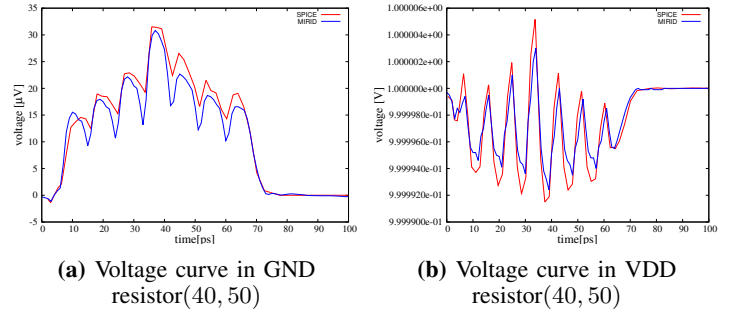 35
30
25
20
15
10
5
0
-5
voltage [µV]
0 10 20 30 40 50 60 70 80 90 100
time[ps]
SPICE
MIRID
(a) Voltage curve in GND
resistor(40, 50)
1.000006e+00
1.000004e+00
1.000002e+00
1.000000e+00
9.999980e-01
9.999960e-01
9.999940e-01
9.999920e-01
9.999900e-01
voltage [V]
0 10 20 30 40 50 60 70 80 90 100
time[ps]
SPICE
MIRID
(b) Voltage curve in VDD
resistor(40, 50)